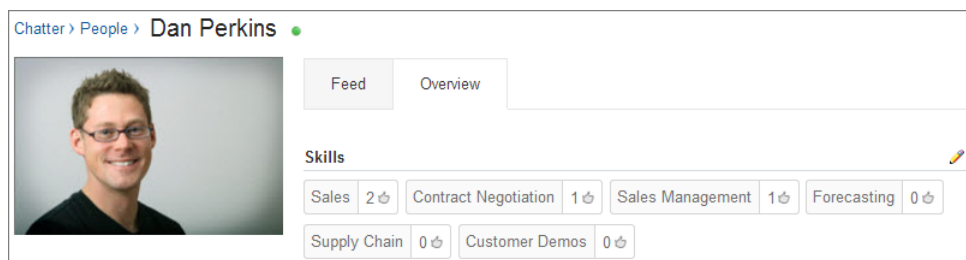 Chatter › People › Dan Perkins
Feed Overview
Skills
Sales 2 Contract Negotiation 1 Sales Management 1 Forecasting 0
Supply Chain 0 Customer Demos 0